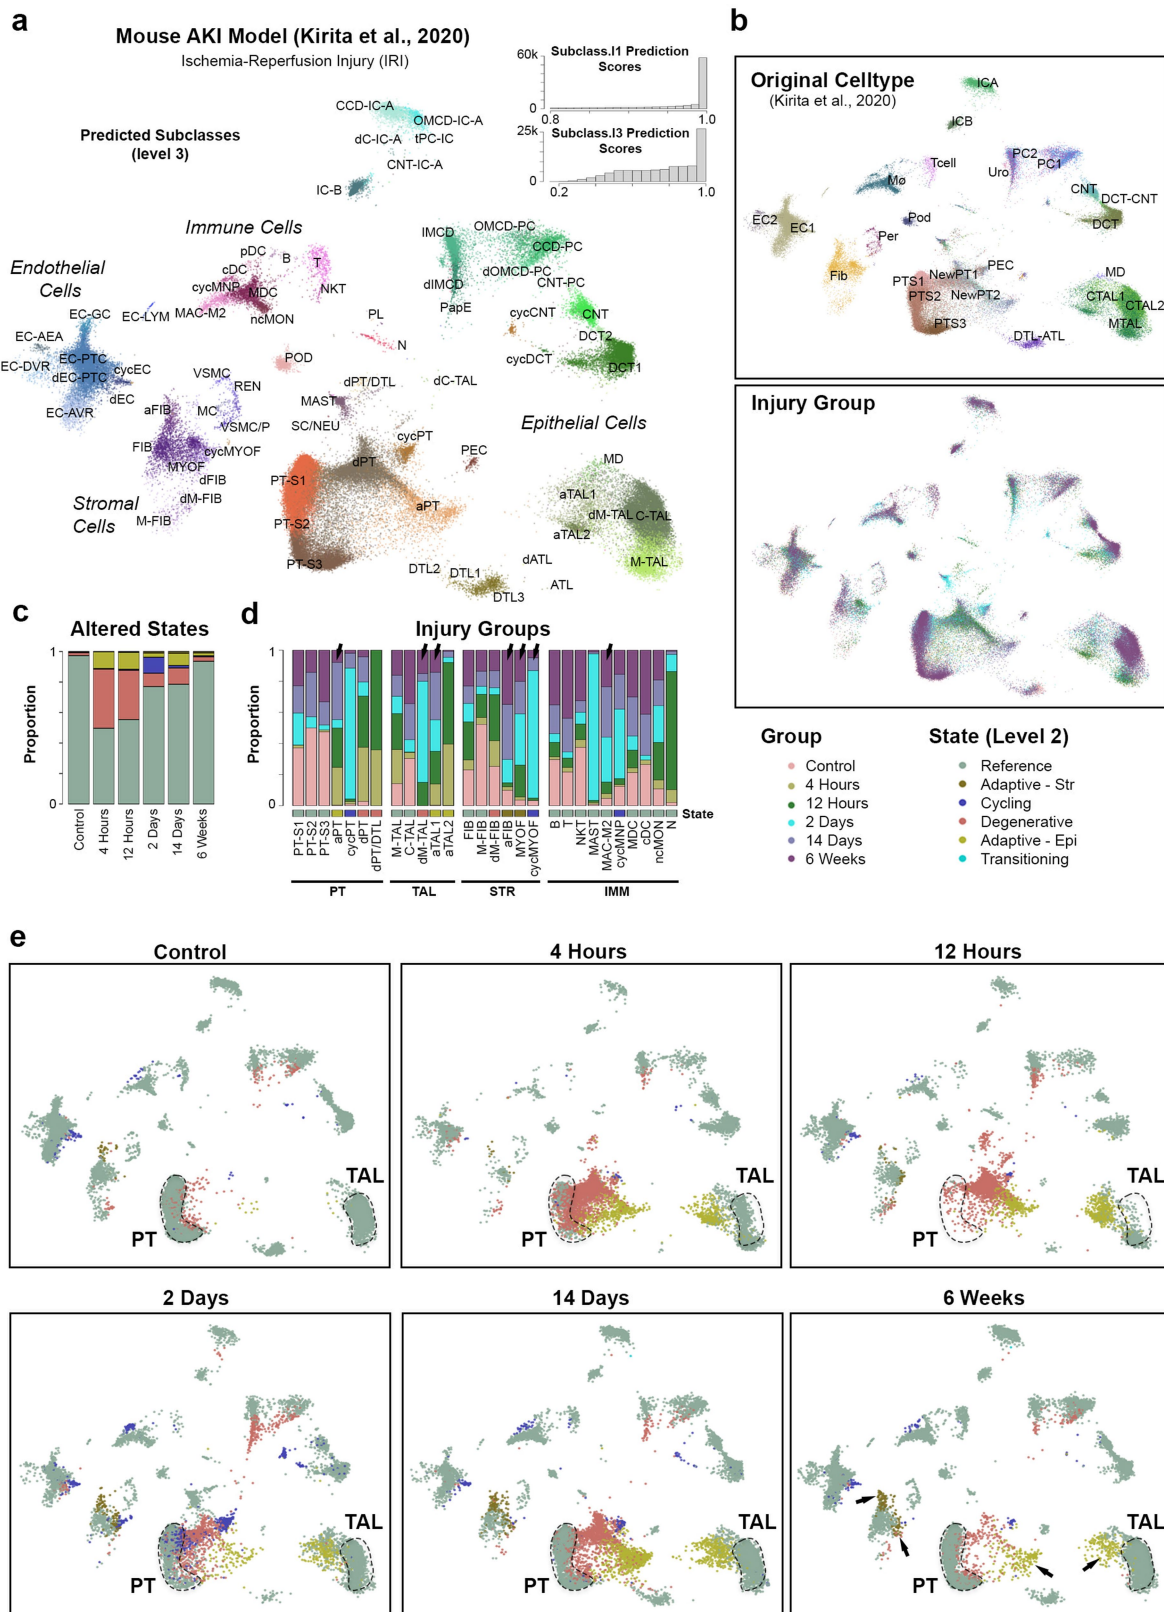 a
Mouse AKI Model (Kirita et al., 2020)
Ischemia-Reperfusion Injury (IRI)
Predicted Subclasses
(level 3)
60k
0
Subclass.l1 Prediction
Scores
0.8
1.0
25k
0
Subclass.l3 Prediction
Scores
0.2
1.0
CCD-IC-A
OMCD-IC-A
dC-IC-A
tPC-IC
CNT-IC-A
IC-B
Immune Cells
pDC
B
cDC
T
cycMNP
MDC
NKT
MAC-M2
ncMON
IMCD
OMCD-PC
CCD-PC
dOMCD-PC
dIMCD
CNT-PC
PapE
Endothelial
Cells
EC-GC
EC-LYM
EC-AEA
EC-PTC
EC-DVR
cycEC
dEC-PTC
dEC
EC-AVR
PL
N
POD
cycCNT
CNT
DCT2
cycDCT
DCT1
VSMC
REN
aFIB
MC
VSMC/P
FIB
cycMYOF
MYOF
dFIB
dM-FIB
M-FIB
Stromal
Cells
dPT/DTL
dC-TAL
MAST
SC/NEU
cycPT
dPT
PEC
PT-S1
aPT
PT-S2
PT-S3
Epithelial Cells
MD
aTAL1
dM-TAL
C-TAL
aTAL2
M-TAL
dATL
DTL2
DTL1
ATL
DTL3
b
Original Celltype
(Kirita et al., 2020)
ICA
ICB
Tcell
Mø
PC2
PC1
Uro
CNT
DCT-CNT
DCT
EC2
EC1
Pod
Per
Fib
NewPT1
PEC
PTS1
PTS2
NewPT2
PTS3
MD
CTAL1
CTAL2
MTAL
DTL-ATL
Injury Group
Group
Control
4 Hours
12 Hours
2 Days
14 Days
6 Weeks
State (Level 2)
Reference
Adaptive - Str
Cycling
Degenerative
Adaptive - Epi
Transitioning
c
Altered States
Proportion
1
0
Control
4 Hours
12 Hours
2 Days
14 Days
6 Weeks
d
Injury Groups
Proportion
1
0
State
PT-S1
PT-S2
PT-S3
aPT
cycPT
dPT
dPT/DTL
M-TAL
C-TAL
dM-TAL
aTAL1
aTAL2
FIB
M-FIB
dM-FIB
aFIB
MYOF
cycMYOF
B
T
NKT
MAST
MAC-M2
cycMNP
MDC
cDC
ncMON
N
PT
TAL
STR
IMM
e
Control
TAL
PT
4 Hours
TAL
PT
12 Hours
TAL
PT
2 Days
TAL
PT
14 Days
TAL
PT
6 Weeks
TAL
PT